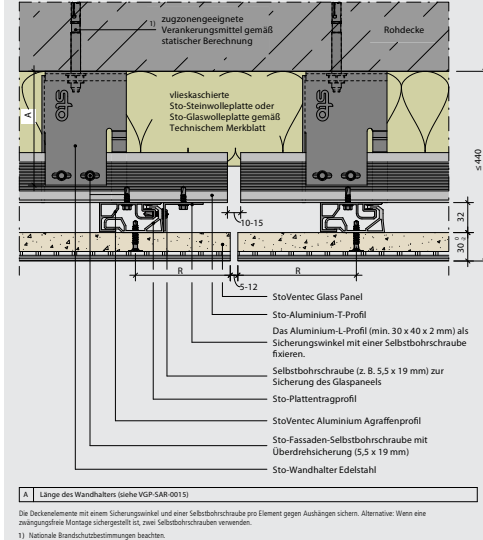 1)
zugzonengeeignete
Verankerungsmittel gemäß
statischer Berechnung
Rohdecke
vlieskaschierte
Sto-Steinwolleplatte oder
Sto-Glaswolleplatte gemäß
Technischem Merkblatt
sto
sto
A
≤ 440
10-15
32
30 0 -2
R
R
5-12
StoVentec Glass Panel
Sto-Aluminium-T-Profil
Das Aluminium-L-Profil (min. 30 x 40 x 2 mm) als
Sicherungswinkel mit einer Selbstbohrschraube
fixieren.
Selbstbohrschraube (z. B. 5,5 x 19 mm) zur
Sicherung des Glaspaneels
Sto-Plattentragprofil
StoVentec Aluminium Agraffenprofil
Sto-Fassaden-Selbstbohrschraube mit
Überdrehsicherung (5,5 x 19 mm)
Sto-Wandhalter Edelstahl
A Länge des Wandhalters (siehe VGP-SAR-0015)
Die Deckenelemente mit einem Sicherungswinkel und einer Selbstbohrschraube pro Element gegen Aushängen sichern. Alternative: Wenn eine
zwängungsfreie Montage sichergestellt ist, zwei Selbstbohrschrauben verwenden.
1) Nationale Brandschutzbestimmungen beachten.